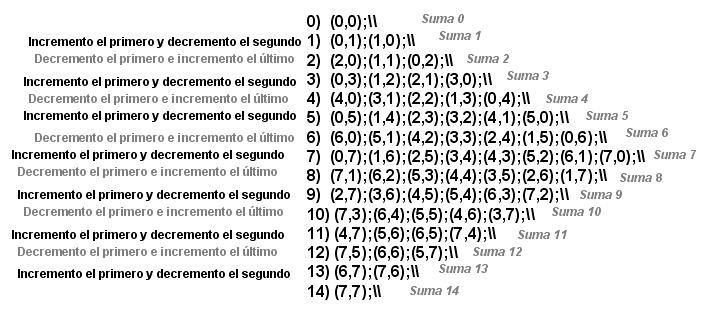 0) (0,0);\\ Suma 0
Incremento el primero y decremento el segundo 1) (0,1);(1,0);\\ Suma 1
Decremento el primero e incremento el último 2) (2,0);(1,1);(0,2);\\ Suma 2
Incremento el primero y decremento el segundo 3) (0,3);(1,2);(2,1);(3,0);\\ Suma 3
Decremento el primero e incremento el último 4) (4,0);(3,1);(2,2);(1,3);(0,4);\\ Suma 4
Incremento el primero y decremento el segundo 5) (0,5);(1,4);(2,3);(3,2);(4,1);(5,0);\\ Suma 5
Decremento el primero e incremento el último 6) (6,0);(5,1);(4,2);(3,3);(2,4);(1,5);(0,6);\\ Suma 6
Incremento el primero y decremento el segundo 7) (0,7);(1,6);(2,5);(3,4);(4,3);(5,2);(6,1);(7,0);\\ Suma 7
Decremento el primero e incremento el último 8) (7,1);(6,2);(5,3);(4,4);(3,5);(2,6);(1,7);\\ Suma 8
Incremento el primero y decremento el segundo 9) (2,7);(3,6);(4,5);(5,4);(6,3);(7,2);\\ Suma 9
Decremento el primero e incremento el último 10) (7,3);(6,4);(5,5);(4,6);(3,7);\\ Suma 10
Incremento el primero y decremento el segundo 11) (4,7);(5,6);(6,5);(7,4);\\ Suma 11
Decremento el primero e incremento el último 12) (7,5);(6,6);(5,7);\\ Suma 12
Incremento el primero y decremento el segundo 13) (6,7);(7,6);\\ Suma 13
14) (7,7);\\ Suma 14